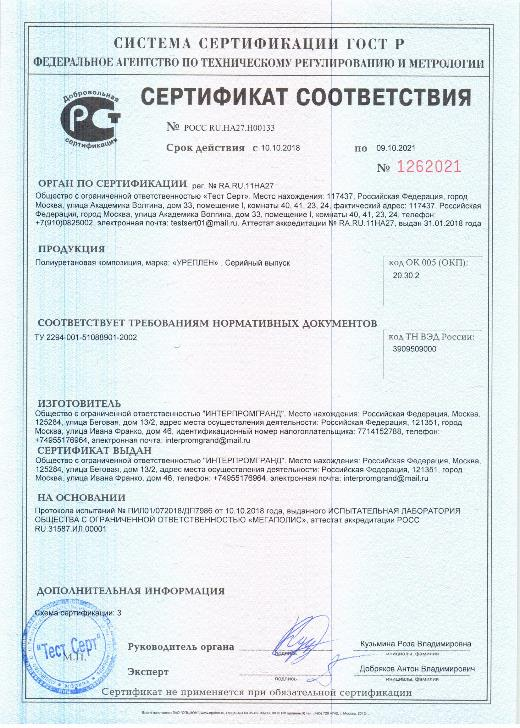 СИСТЕМА СЕРТИФИКАЦИИ ГОСТ Р
ФЕДЕРАЛЬНОЕ АГЕНТСТВО ПО ТЕХНИЧЕСКОМУ РЕГУЛИРОВАНИЮ И МЕТРОЛОГИИ
Добровольная
сертификация
СЕРТИФИКАТ СООТВЕТСТВИЯ
№ РОСС RU.НА27.Н00133
Срок действия с 10.10.2018 по 09.10.2021
№ 1262021
ОРГАН ПО СЕРТИФИКАЦИИ рег. № RA.RU.11НА27
Общество с ограниченной ответственностью «Тест Серт». Место нахождения: 117437, Российская Федерация, город
Москва, улица Академика Волгина, дом 33, помещение I, комнаты 40, 41, 23, 24, фактический адрес: 117437, Российская
Федерация, город Москва, улица Академика Волгина, дом 33, помещение I, комнаты 40, 41, 23, 24, телефон:
+7(910)0825002, электронная почта: testsert01@mail.ru. Аттестат аккредитации № RA.RU.11НА27, выдан 31.01.2018 года
ПРОДУКЦИЯ
Полиуретановая композиция, марка: «УРЕПЛЕН» . Серийный выпуск
код ОК 005 (ОКП):
20.30.2
СООТВЕТСТВУЕТ ТРЕБОВАНИЯМ НОРМАТИВНЫХ ДОКУМЕНТОВ
ТУ 2294-001-51088901-2002
код ТН ВЭД России:
3909509000
ИЗГОТОВИТЕЛЬ
Общество с ограниченной ответственностью "ИНТЕРПРОМГРАНД". Место нахождения: Российская Федерация, Москва,
125284, улица Беговая, дом 13/2, адрес места осуществления деятельности: Российская Федерация, 121351, город
Москва, улица Ивана Франко, дом 46, идентификационный номер налогоплательщика: 7714152788, телефон:
+74955176964, электронная почта: interpromgrand@mail.ru
СЕРТИФИКАТ ВЫДАН
Общество с ограниченной ответственностью "ИНТЕРПРОМГРАНД". Место нахождения: Российская Федерация, Москва,
125284, улица Беговая, дом 13/2, адрес места осуществления деятельности: Российская Федерация, 121351, город
Москва, улица Ивана Франко, дом 46, телефон: +74955176964, электронная почта: interpromgrand@mail.ru
НА ОСНОВАНИИ
Протокола испытаний № ПИЛ01/072018/ДП7986 от 10.10.2018 года, выданного ИСПЫТАТЕЛЬНАЯ ЛАБОРАТОРИЯ
ОБЩЕСТВА С ОГРАНИЧЕННОЙ ОТВЕТСТВЕННОСТЬЮ «МЕГАПОЛИС», аттестат аккредитации РОСС
RU.31587.ИЛ.00001
ДОПОЛНИТЕЛЬНАЯ ИНФОРМАЦИЯ
Схема сертификации: 3
"Тест Серт"
М.П.
Руководитель органа
подпись
Кузьмина Роза Владимировна
инициалы, фамилия
Эксперт
подпись
Добряков Антон Владимирович
инициалы, фамилия
Сертификат не применяется при обязательной сертификации